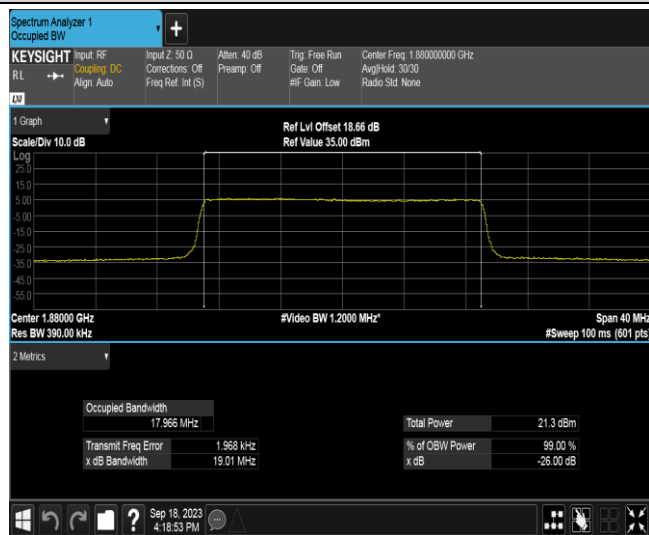 Spectrum Analyzer 1
Occupied BW
+
KEYSIGHT Input: RF Input Z: 50 Ω Atten: 40 dB Trig: Free Run Center Freq: 1.880000000 GHz
RL Coupling: DC Corrections: Off Preamp: Off Gate: Off Avg|Hold: 30/30
Align: Auto Freq Ref: Int (S) #IF Gain: Low Radio Std: None
LXI
1 Graph
Ref Lvl Offset 18.66 dB
Scale/Div 10.0 dB Ref Value 35.00 dBm
Log
25.0
15.0
5.00
-5.00
-15.0
-25.0
-35.0
-45.0
-55.0
Center 1.88000 GHz #Video BW 1.2000 MHz* Span 40 MHz
Res BW 390.00 kHz #Sweep 100 ms (601 pts)
2 Metrics
Occupied Bandwidth
17.966 MHz Total Power 21.3 dBm
Transmit Freq Error 1.968 kHz % of OBW Power 99.00 %
x dB Bandwidth 19.01 MHz x dB -26.00 dB
?
Sep 18, 2023
4:18:53 PM